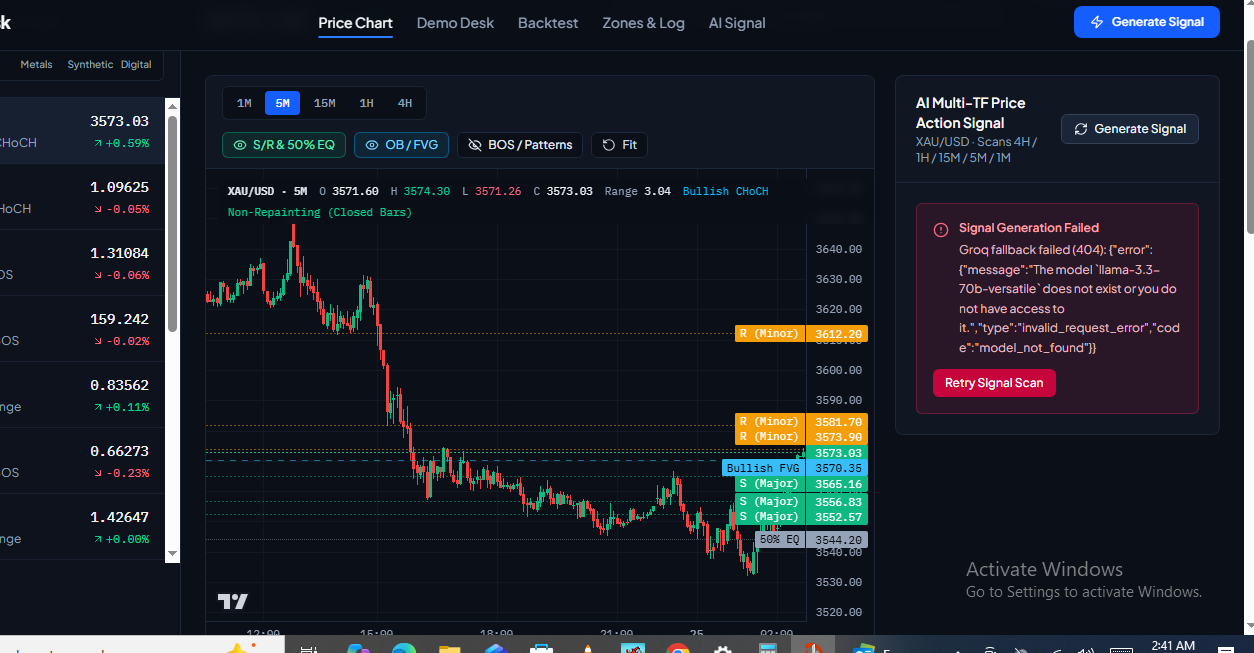 k
Price Chart
Demo Desk
Backtest
Zones & Log
AI Signal
Generate Signal
Metals
Synthetic
Digital
3573.03
CHoCH
+0.59%
1.09625
HoCH
-0.05%
1.31084
OS
-0.06%
159.242
OS
-0.02%
0.83562
nge
+0.11%
0.66273
OS
-0.23%
1.42647
nge
+0.00%
1M
5M
15M
1H
4H
S/R & 50% EQ
OB / FVG
BOS / Patterns
Fit
XAU/USD - 5M O 3571.60 H 3574.30 L 3571.26 C 3573.03 Range 3.04 Bullish CHoCH
Non-Repainting (Closed Bars)
3640.00
3630.00
3620.00
R (Minor) 3612.20
3600.00
3590.00
R (Minor) 3581.70
R (Minor) 3573.90
3573.03
Bullish FVG 3570.35
S (Major) 3565.16
S (Major) 3556.83
S (Major) 3552.57
50% EQ 3544.20
3540.00
3530.00
3520.00
12:00
15:00
18:00
21:00
25
02:00
AI Multi-TF Price
Action Signal
XAU/USD · Scans 4H /
1H / 15M / 5M / 1M
Generate Signal
Signal Generation Failed
Groq fallback failed (404): {"error":
{"message":"The model `llama-3.3-
70b-versatile` does not exist or you do
not have access to
it.","type":"invalid_request_error","cod
e":"model_not_found"}}
Retry Signal Scan
Activate Windows
Go to Settings to activate Windows.
2:41 AM